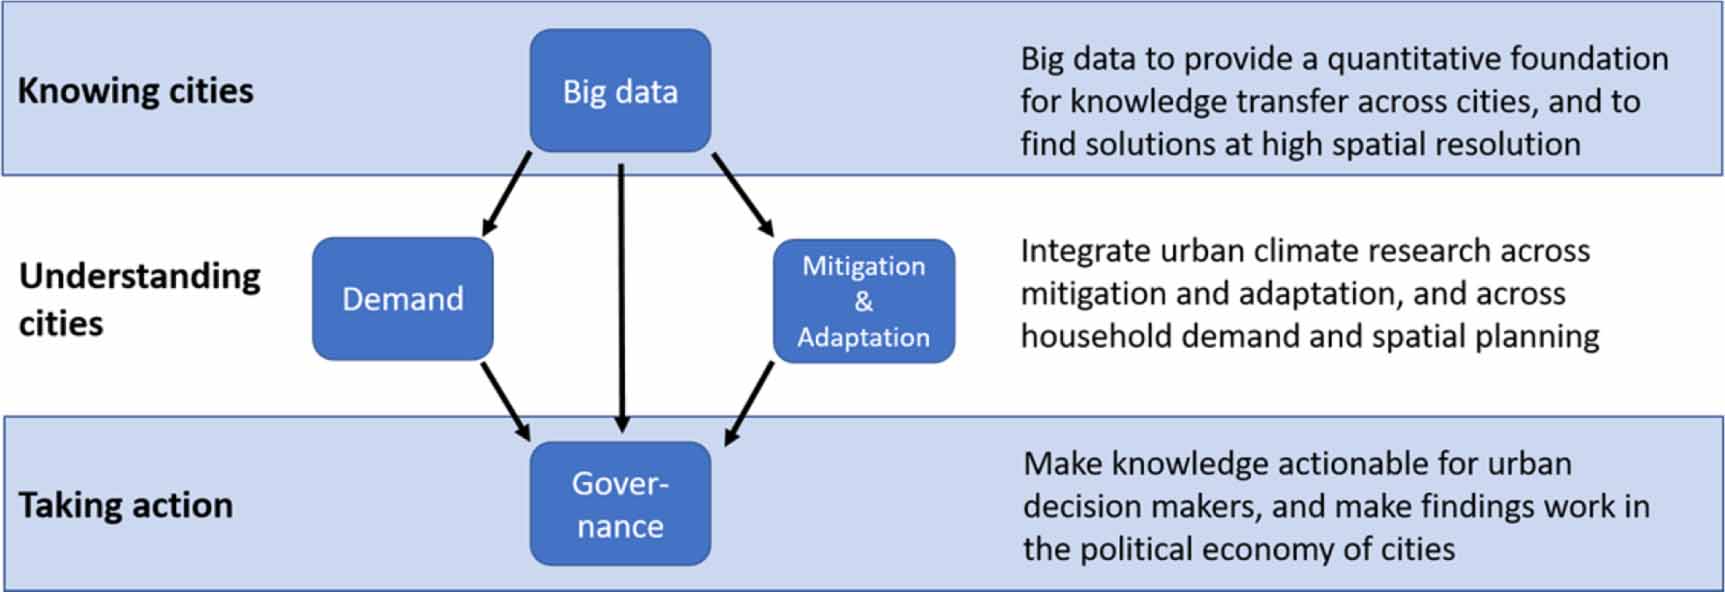 Knowing cities
Big data
Big data to provide a quantitative foundation
for knowledge transfer across cities, and to
find solutions at high spatial resolution
Understanding
cities
Demand
Mitigation
&
Adaptation
Integrate urban climate research across
mitigation and adaptation, and across
household demand and spatial planning
Taking action
Gover-
nance
Make knowledge actionable for urban
decision makers, and make findings work in
the political economy of cities